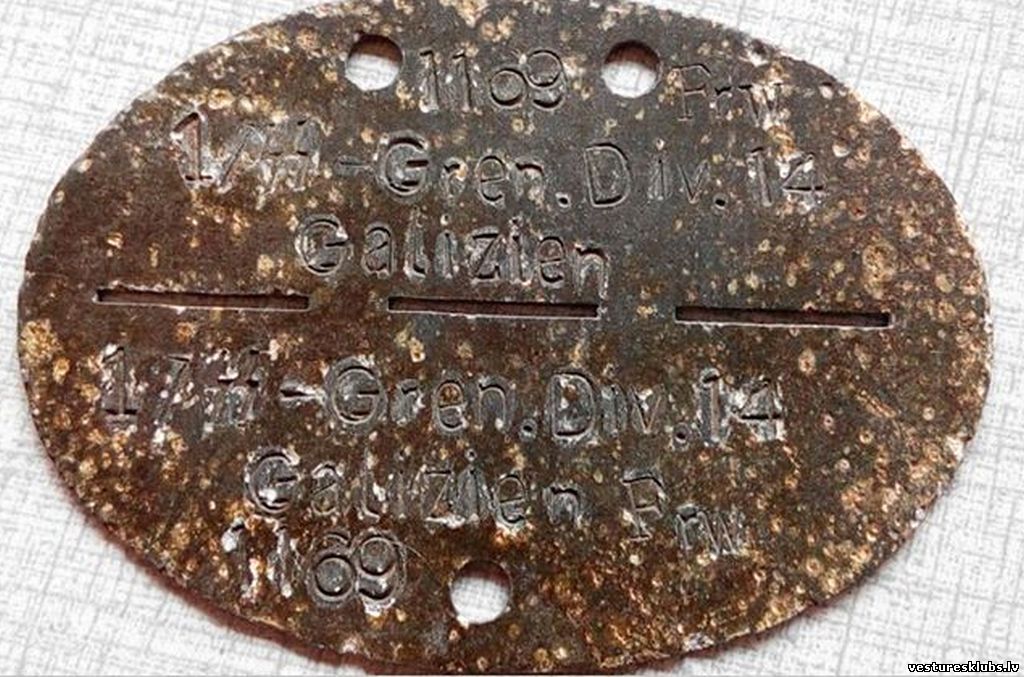 1169 Frw
1/ᛋᛋ-Gren.Div.14
Galizien
1/ᛋᛋ-Gren.Div.14
Galizien Frw
1169
vesturesklubs.lv